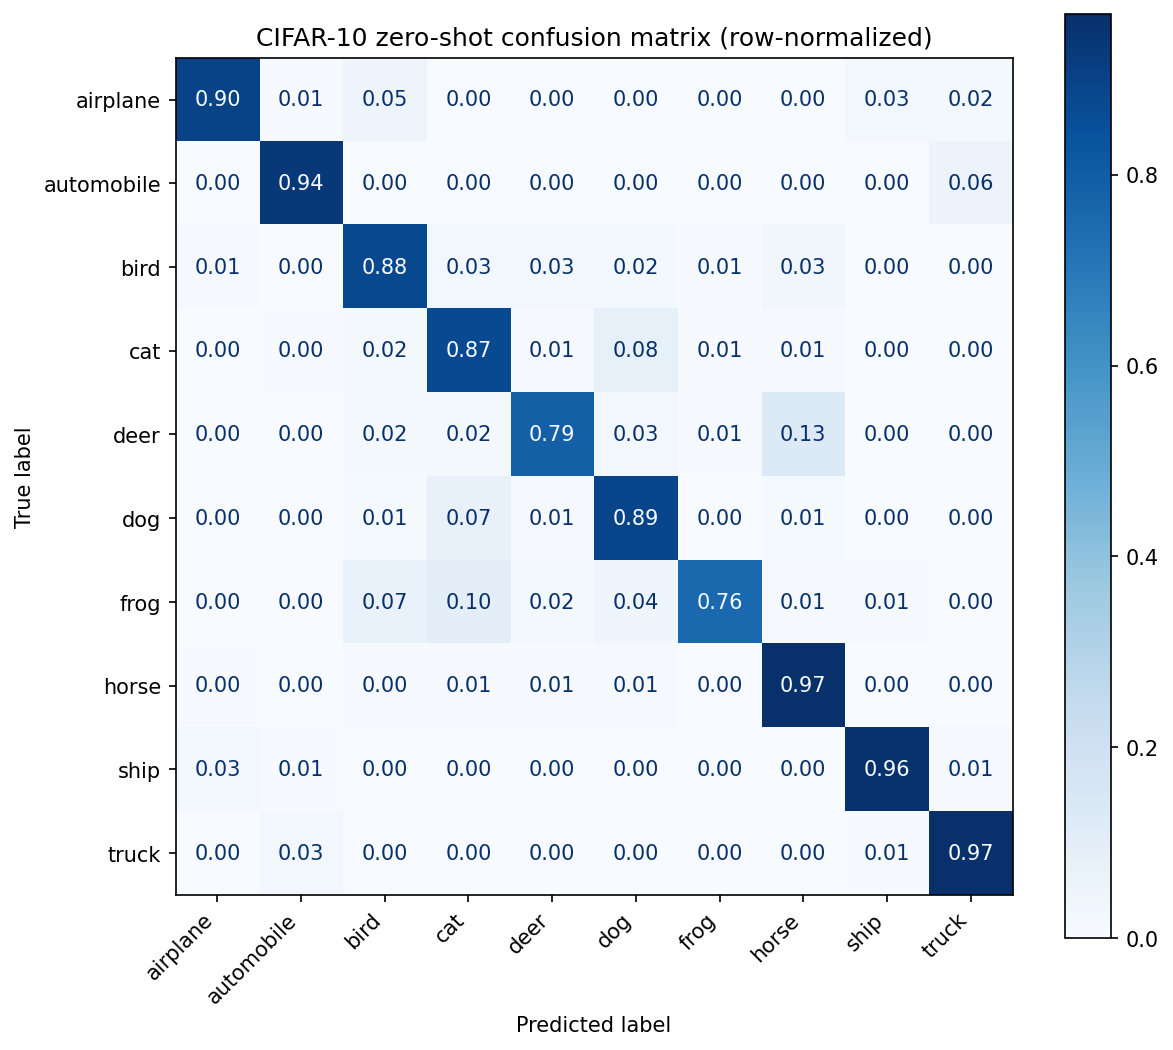 CIFAR-10 zero-shot confusion matrix (row-normalized)
airplane 0.90 0.01 0.05 0.00 0.00 0.00 0.00 0.00 0.03 0.02
automobile 0.00 0.94 0.00 0.00 0.00 0.00 0.00 0.00 0.00 0.06
bird 0.01 0.00 0.88 0.03 0.03 0.02 0.01 0.03 0.00 0.00
cat 0.00 0.00 0.02 0.87 0.01 0.08 0.01 0.01 0.00 0.00
deer 0.00 0.00 0.02 0.02 0.79 0.03 0.01 0.13 0.00 0.00
dog 0.00 0.00 0.01 0.07 0.01 0.89 0.00 0.01 0.00 0.00
frog 0.00 0.00 0.07 0.10 0.02 0.04 0.76 0.01 0.01 0.00
horse 0.00 0.00 0.00 0.01 0.01 0.01 0.00 0.97 0.00 0.00
ship 0.03 0.01 0.00 0.00 0.00 0.00 0.00 0.00 0.96 0.01
truck 0.00 0.03 0.00 0.00 0.00 0.00 0.00 0.00 0.01 0.97
airplane automobile bird cat deer dog frog horse ship truck
Predicted label
True label
0.8
0.6
0.4
0.2
0.0